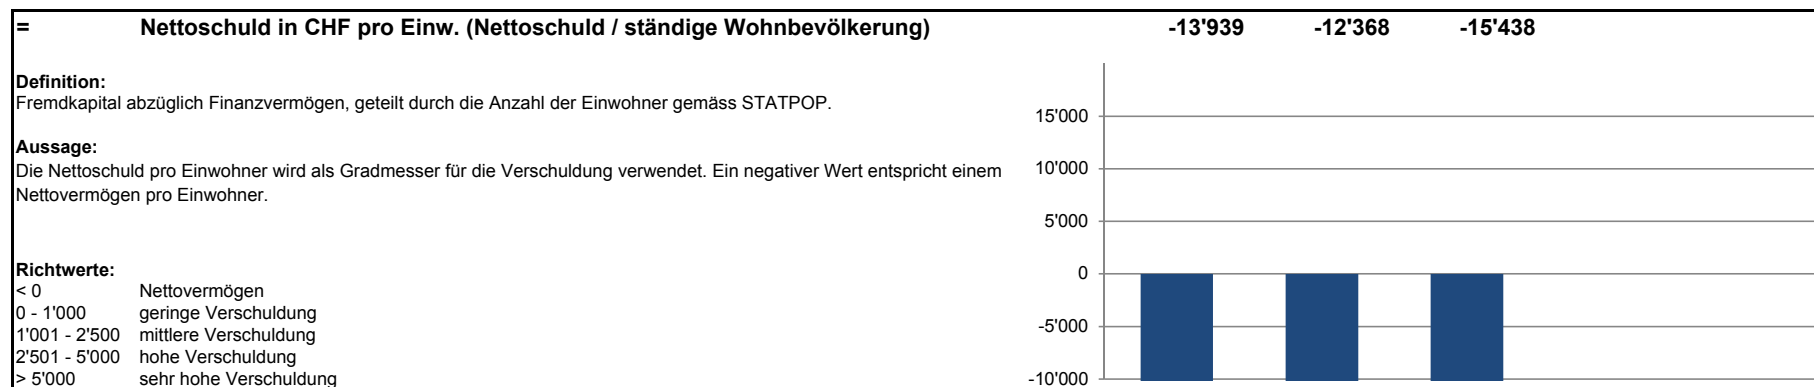 = Nettoschuld in CHF pro Einw. (Nettoschuld / ständige Wohnbevölkerung) -13'939 -12'368 -15'438
Definition:
Fremdkapital abzüglich Finanzvermögen, geteilt durch die Anzahl der Einwohner gemäss STATPOP.
Aussage:
Die Nettoschuld pro Einwohner wird als Gradmesser für die Verschuldung verwendet. Ein negativer Wert entspricht einem
Nettovermögen pro Einwohner.
Richtwerte:
< 0 Nettovermögen
0 - 1'000 geringe Verschuldung
1'001 - 2'500 mittlere Verschuldung
2'501 - 5'000 hohe Verschuldung
> 5'000 sehr hohe Verschuldung
15'000
10'000
5'000
0
-5'000
-10'000